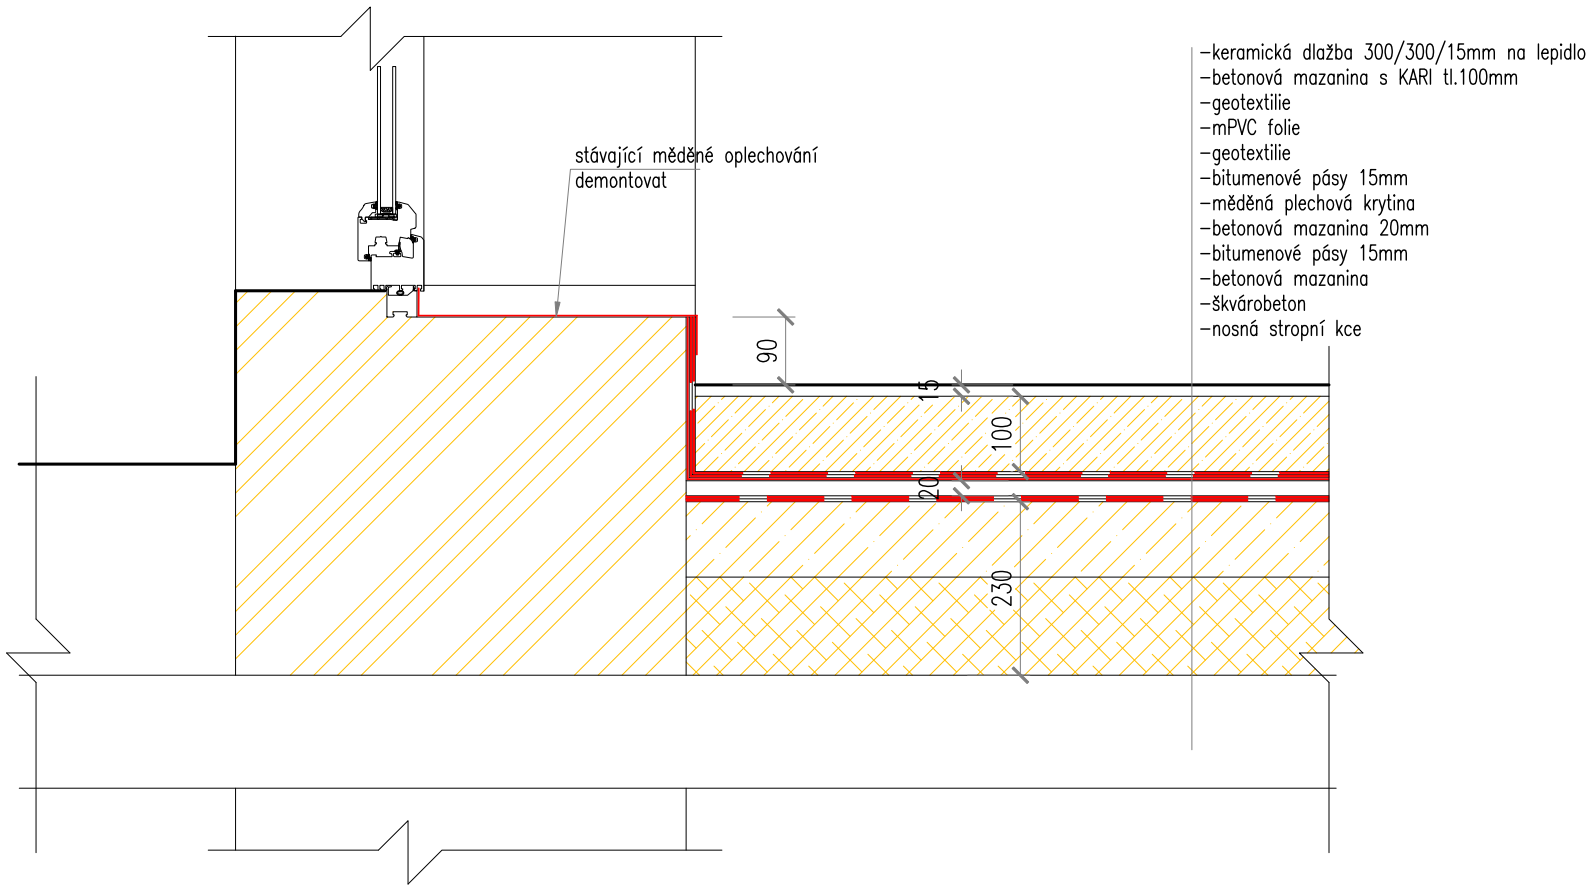 -keramická dlažba 300/300/15mm na lepidlo
-betonová mazanina s KARI tl.100mm
-geotextilie
-mPVC folie
-geotextilie
-bitumenové pásy 15mm
-měděná plechová krytina
-betonová mazanina 20mm
-bitumenové pásy 15mm
-betonová mazanina
-škvárobeton
-nosná stropní kce
stávající měděné oplechování
demontovat
90
15
100
20
230